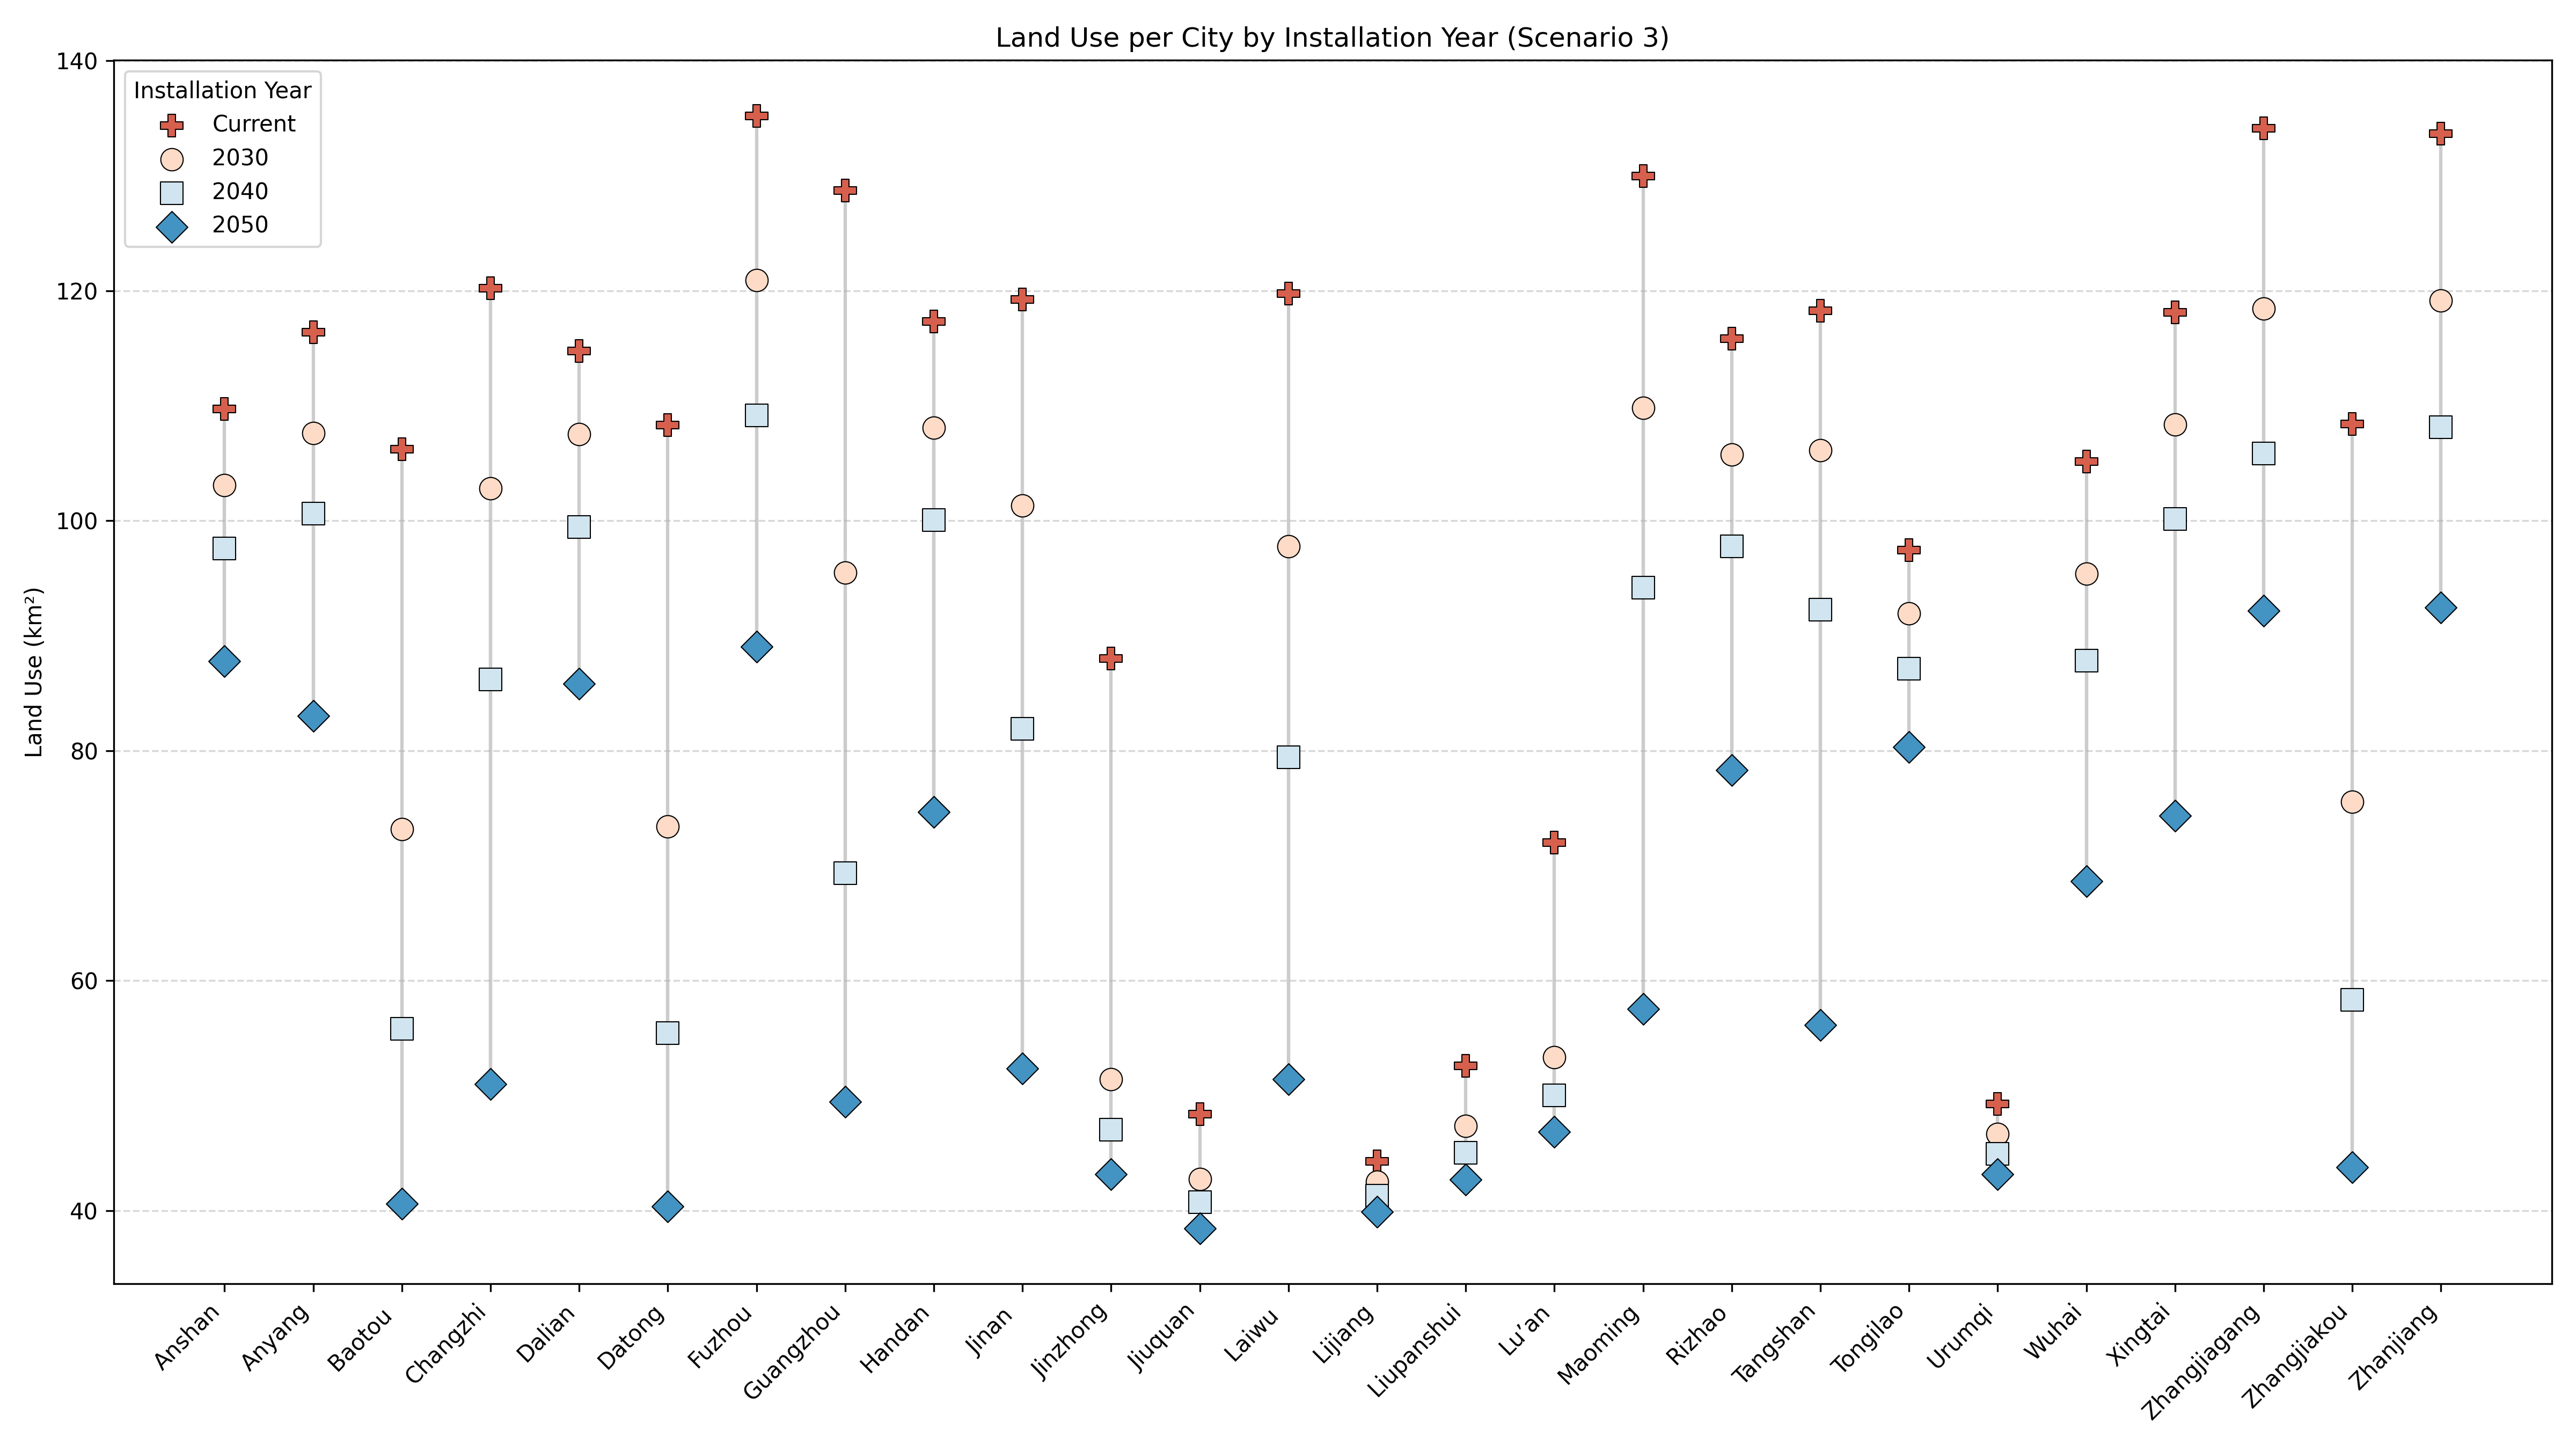 Land Use per City by Installation Year (Scenario 3)
Installation Year
Current
2030
2040
2050
Land Use (km²)
140
120
100
80
60
40
Anshan
Anyang
Baotou
Changzhi
Dalian
Datong
Fuzhou
Guangzhou
Handan
Jinan
Jinzhong
Jiuquan
Laiwu
Lijiang
Liupanshui
Lu’an
Maoming
Rizhao
Tangshan
Tongilao
Urumqi
Wuhai
Xingtai
Zhangjiagang
Zhangjiakou
Zhanjiang